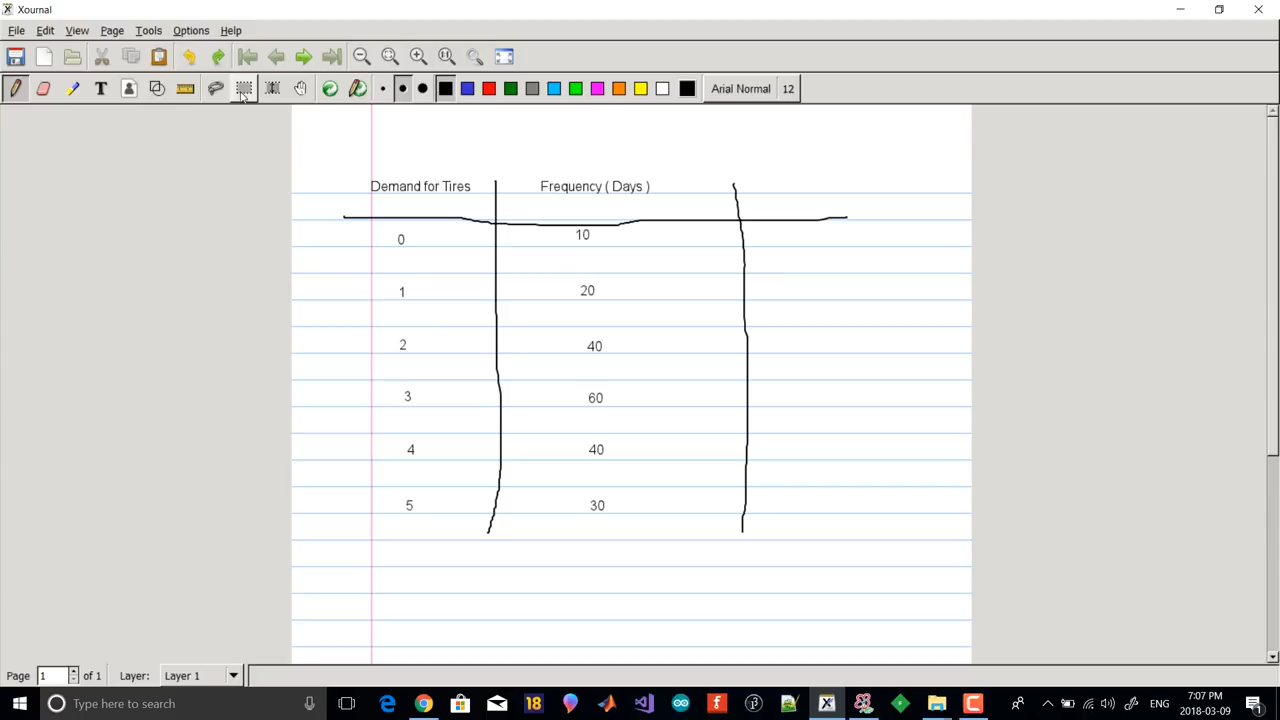 Xournal
File Edit View Page Tools Options Help
Arial Normal 12
Demand for Tires Frequency ( Days )
0 10
1 20
2 40
3 60
4 40
5 30
Page 1 of 1 Layer: Layer 1
Type here to search 18 ENG 7:07 PM
2018-03-09 1